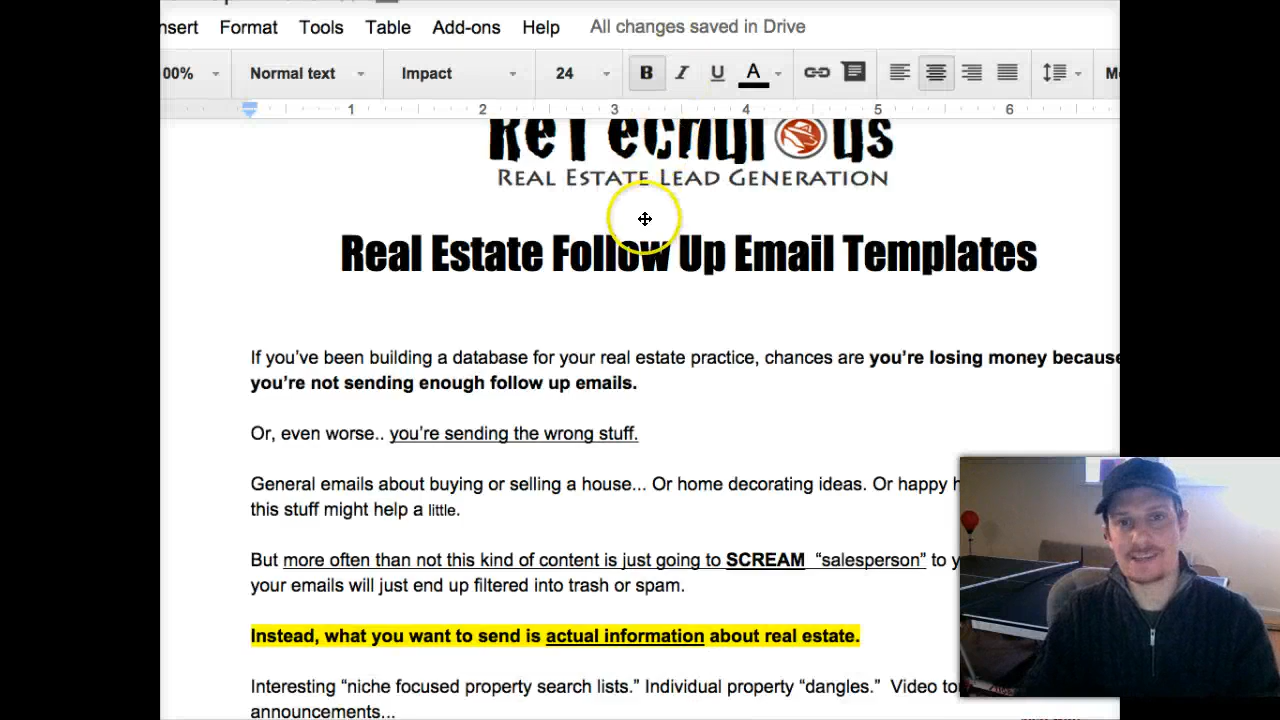 nsert Format Tools Table Add-ons Help All changes saved in Drive
00% Normal text Impact 24 B I U A
1 2 3 4 5 6
REAL ESTATE LEAD GENERATION
Real Estate Follow Up Email Templates
If you’ve been building a database for your real estate practice, chances are you’re losing money because
you’re not sending enough follow up emails.
Or, even worse.. you’re sending the wrong stuff.
General emails about buying or selling a house... Or home decorating ideas. Or happy
this stuff might help a little.
But more often than not this kind of content is just going to SCREAM “salesperson” to
your emails will just end up filtered into trash or spam.
Instead, what you want to send is actual information about real estate.
Interesting “niche focused property search lists.” Individual property “dangles.” Video
announcements...